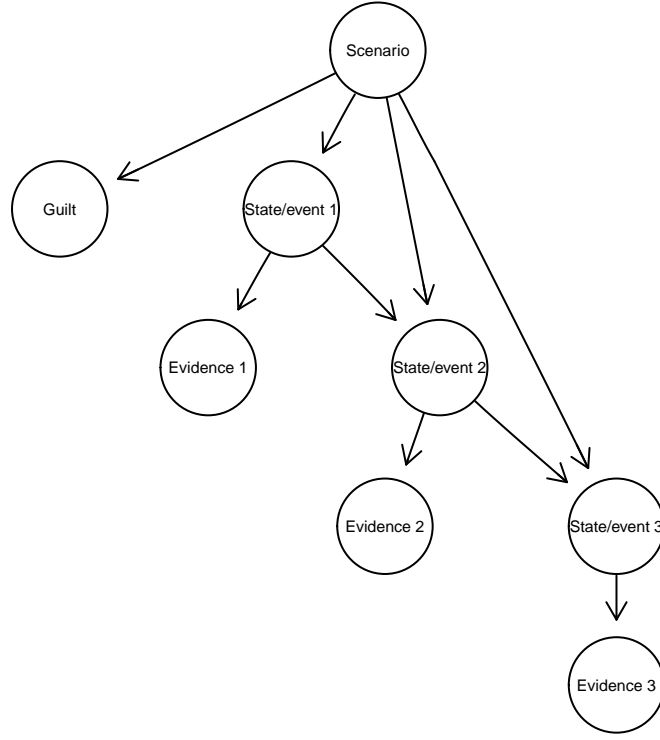 Scenario
Guilt
State/event 1
Evidence 1
State/event 2
Evidence 2
State/event 3
Evidence 3